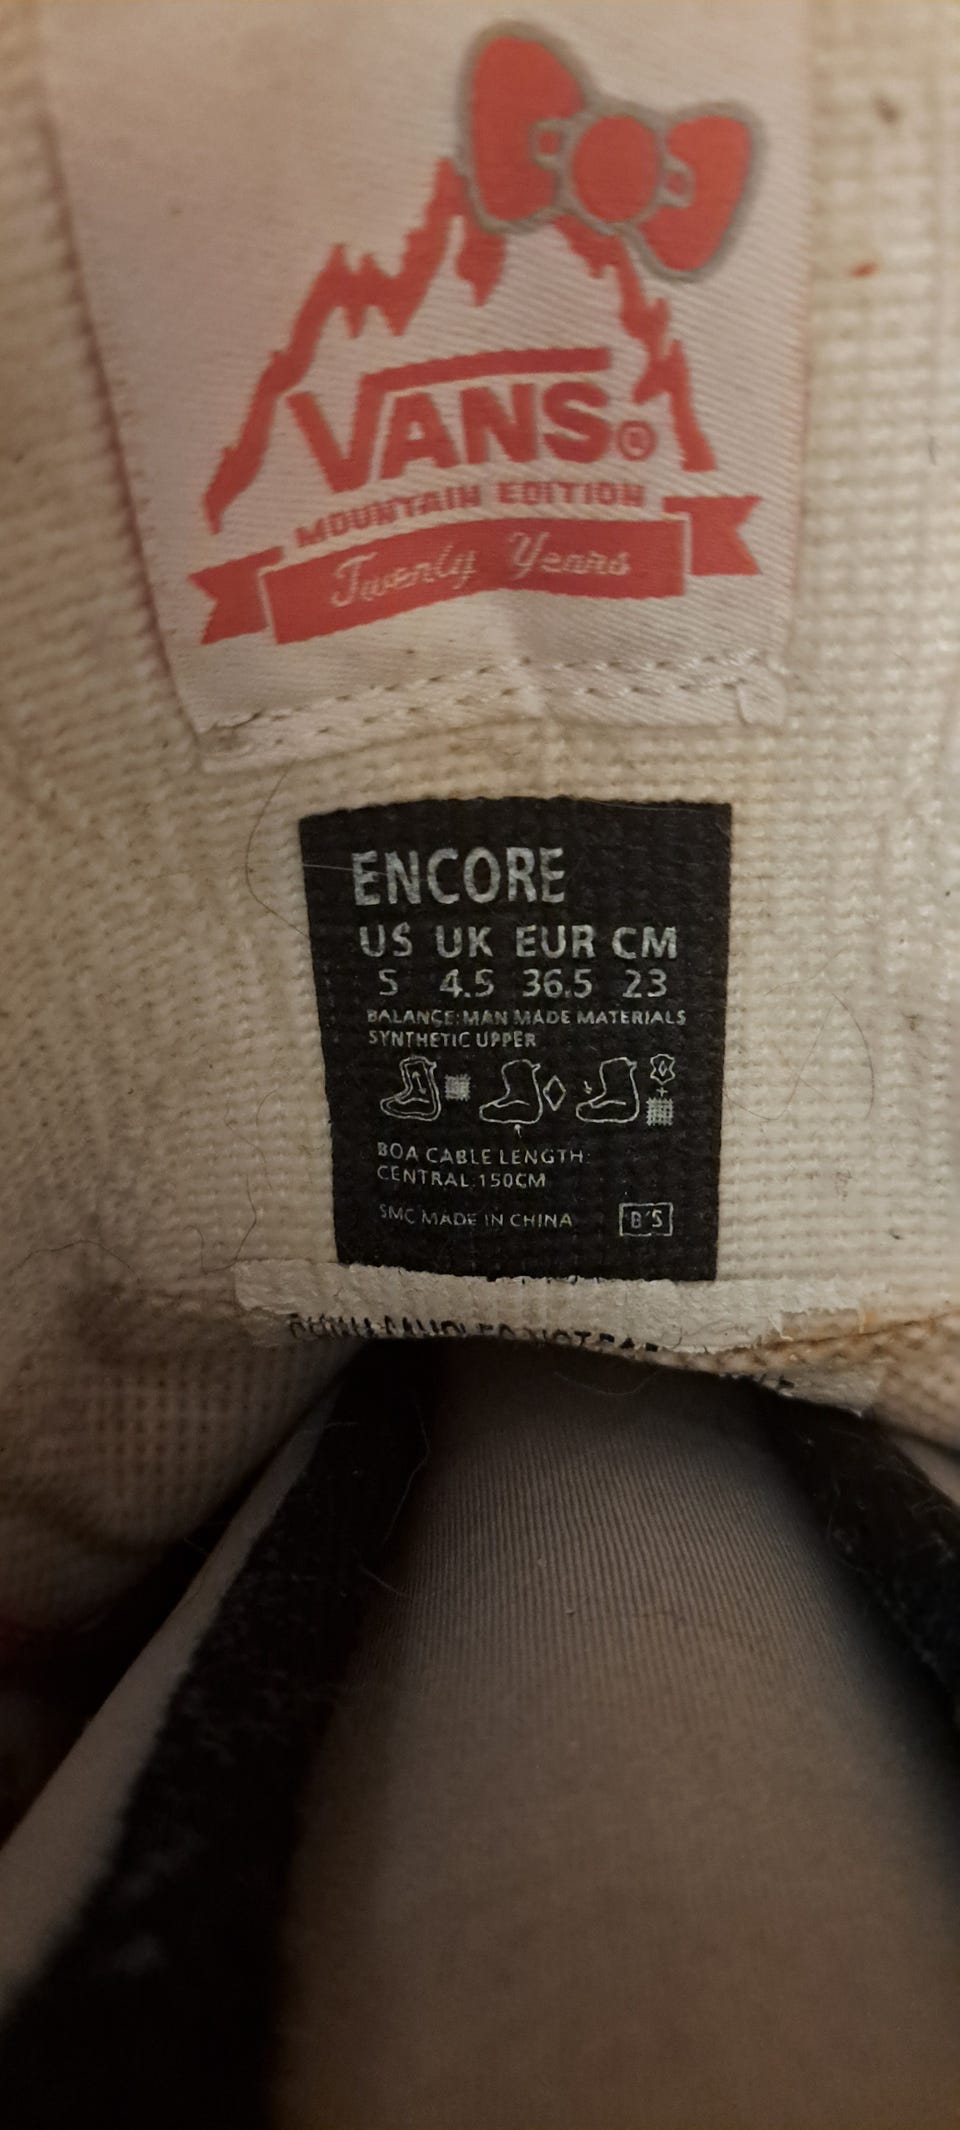 VANS®
MOUNTAIN EDITION
Twenty Years
ENCORE
US UK EUR CM
5 4.5 36.5 23
BALANCE: MAN MADE MATERIALS
SYNTHETIC UPPER
BOA CABLE LENGTH:
CENTRAL:150CM
SMC MADE IN CHINA B'S